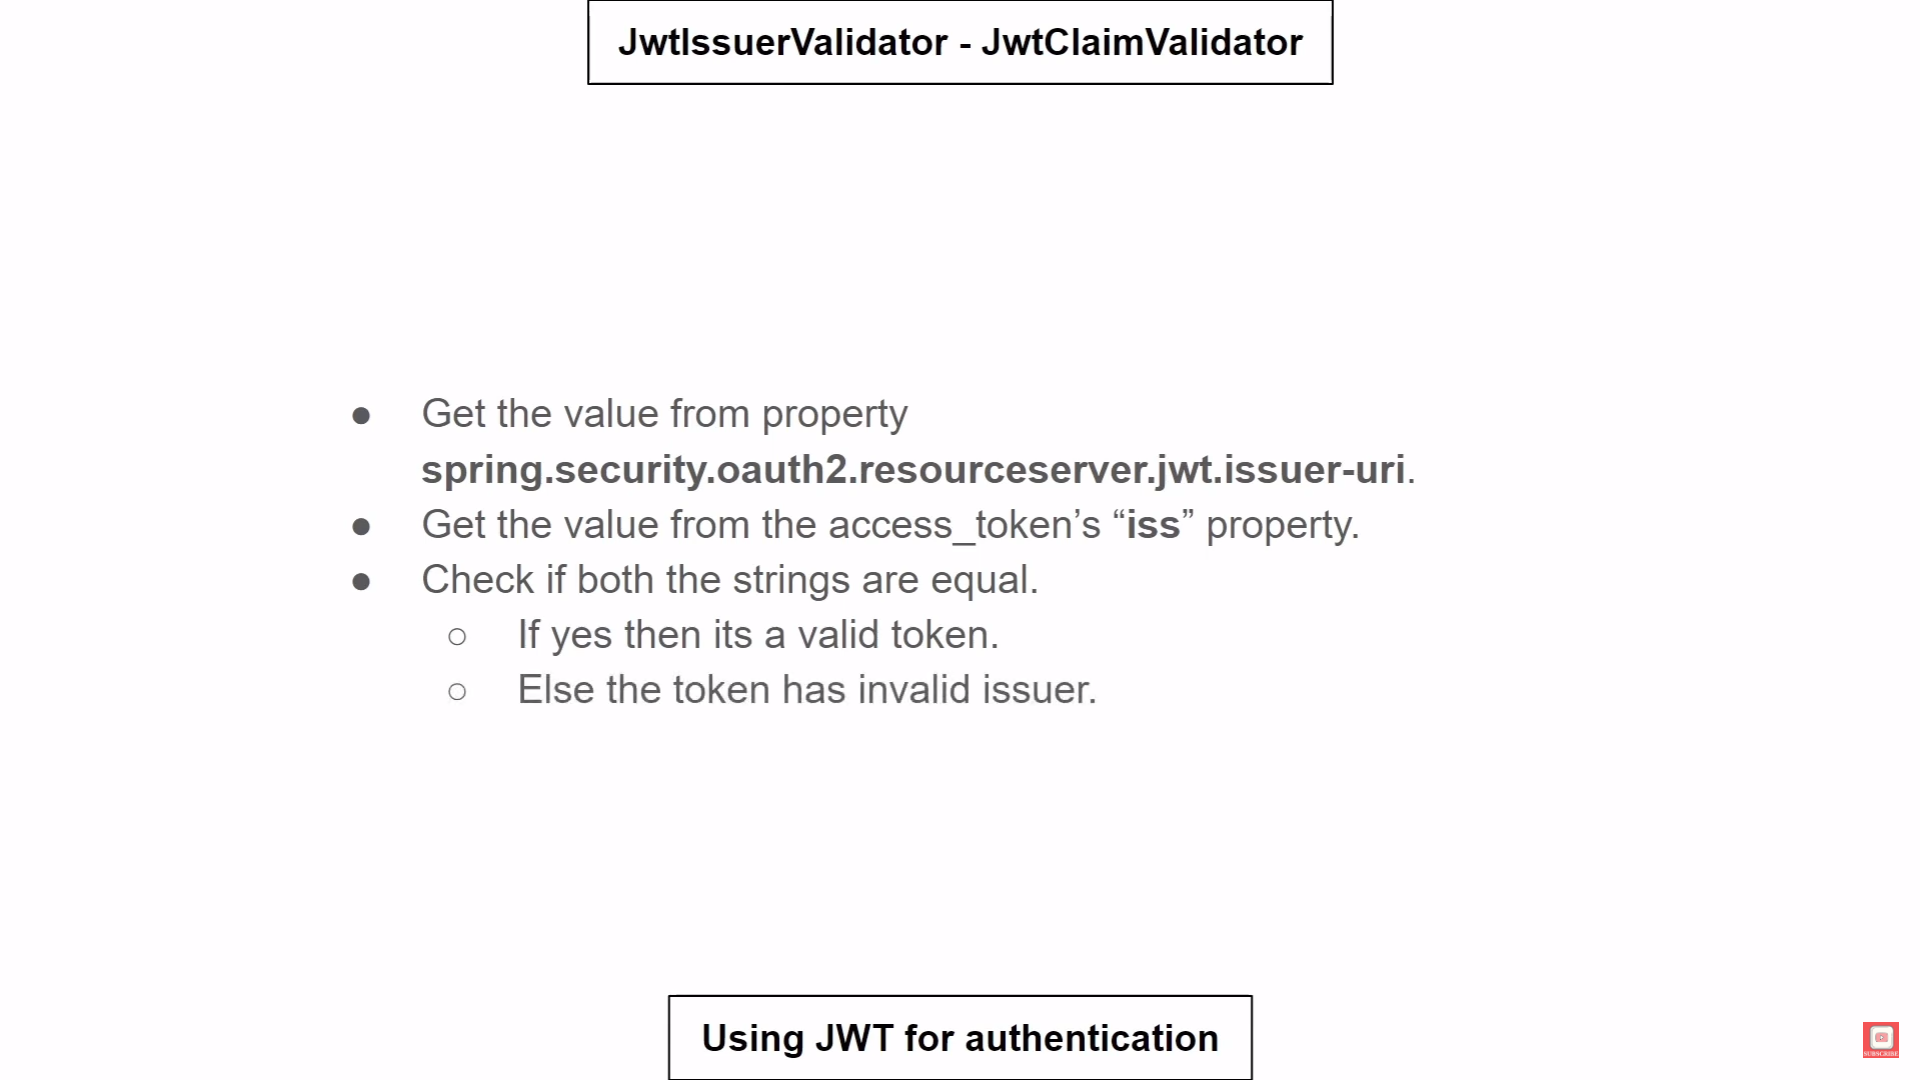 JwtIssuerValidator - JwtClaimValidator
● Get the value from property
spring.security.oauth2.resourceserver.jwt.issuer-uri.
● Get the value from the access_token’s “iss” property.
● Check if both the strings are equal.
○ If yes then its a valid token.
○ Else the token has invalid issuer.
Using JWT for authentication
SUBSCRIBE